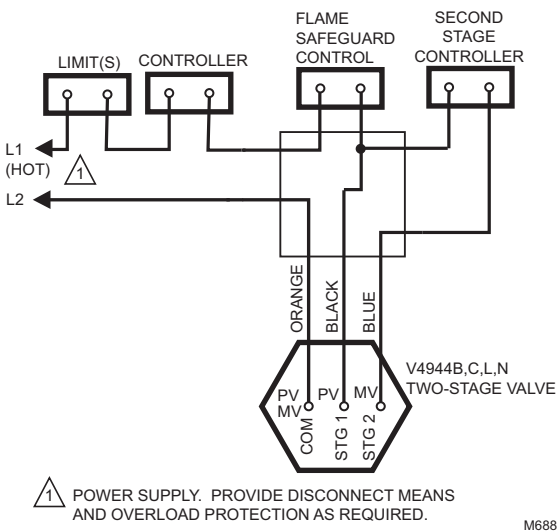 FLAME
SAFEGUARD
CONTROL
SECOND
STAGE
CONTROLLER
LIMIT(S)
CONTROLLER
L1
(HOT)
1
L2
ORANGE
BLACK
BLUE
V4944B,C,L,N
TWO-STAGE VALVE
PV
MV
PV
MV
COM
STG 1
STG 2
1 POWER SUPPLY. PROVIDE DISCONNECT MEANS
AND OVERLOAD PROTECTION AS REQUIRED.
M688